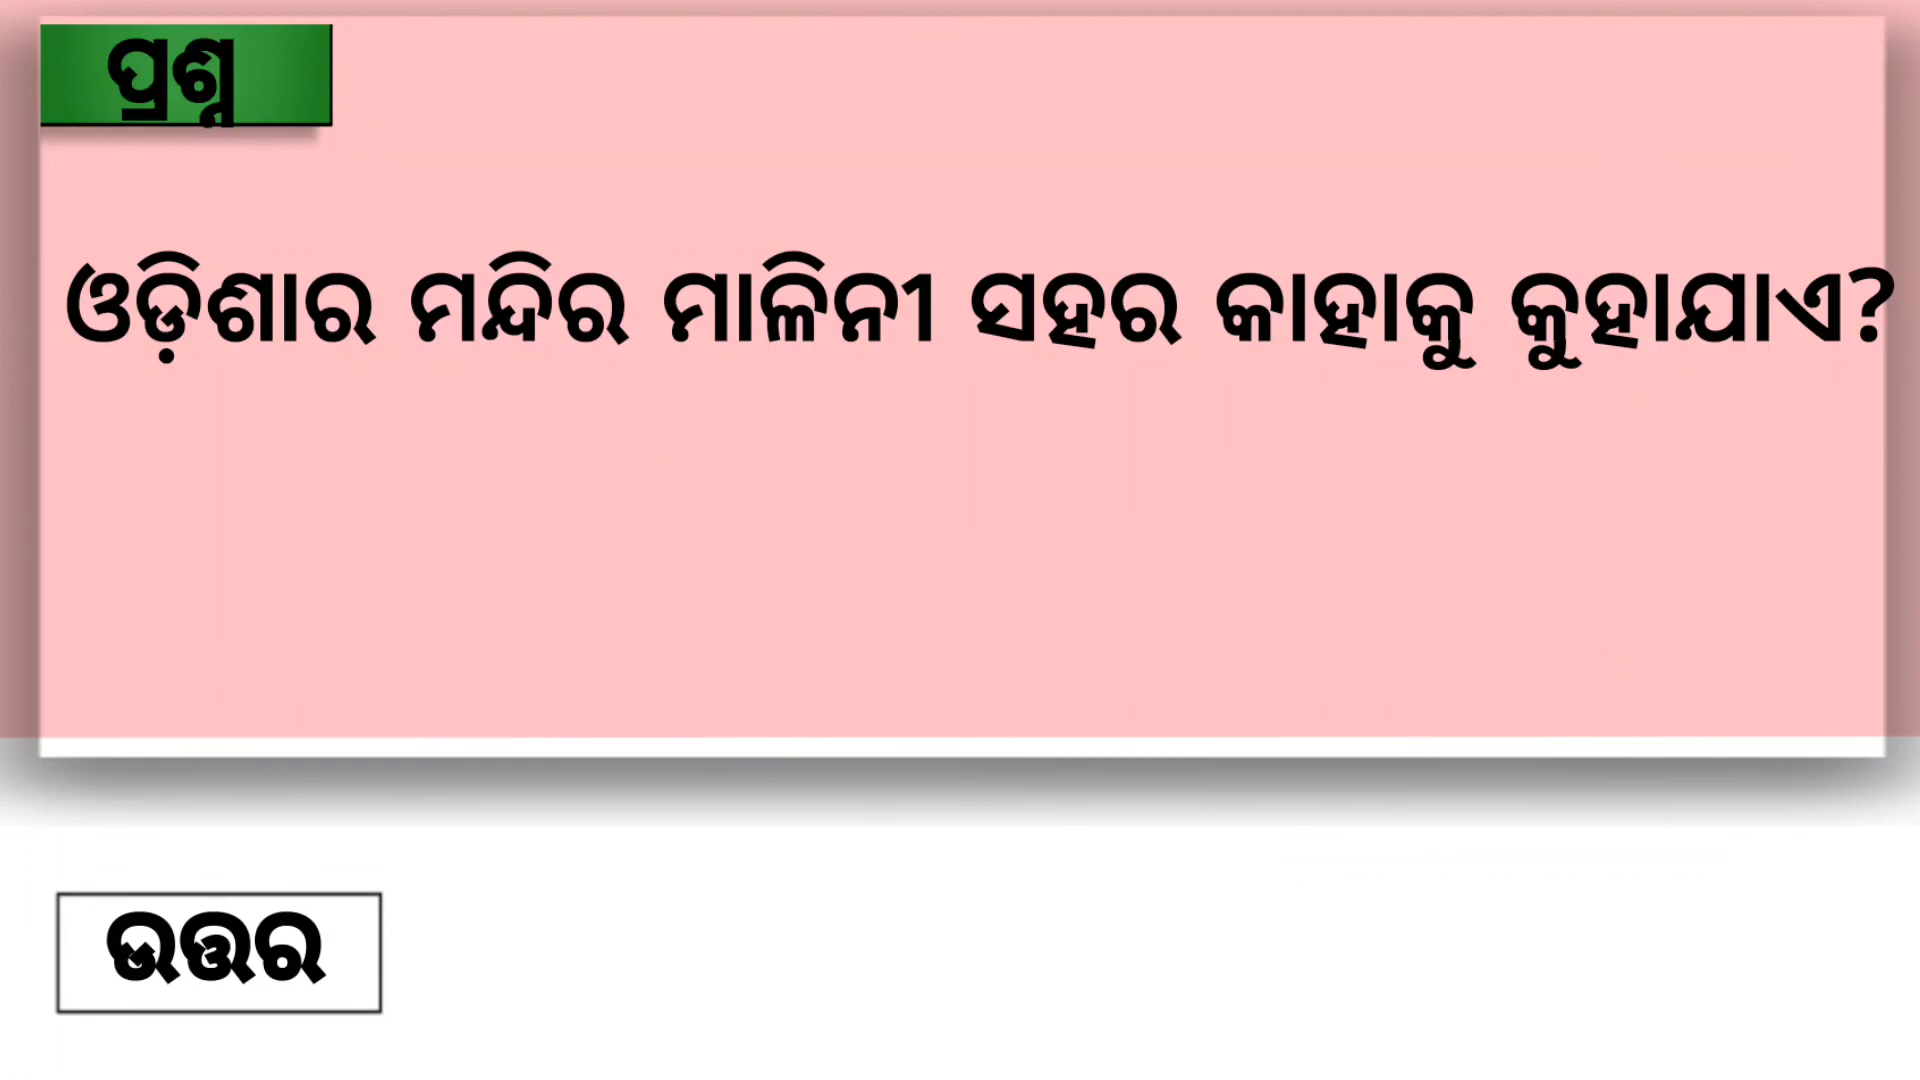 ପ୍ରଶ୍ନ
ଓଡ଼ିଶାର ମନ୍ଦିର ମାଳିନୀ ସହର କାହାକୁ କୁହାଯାଏ?
ଉତ୍ତର